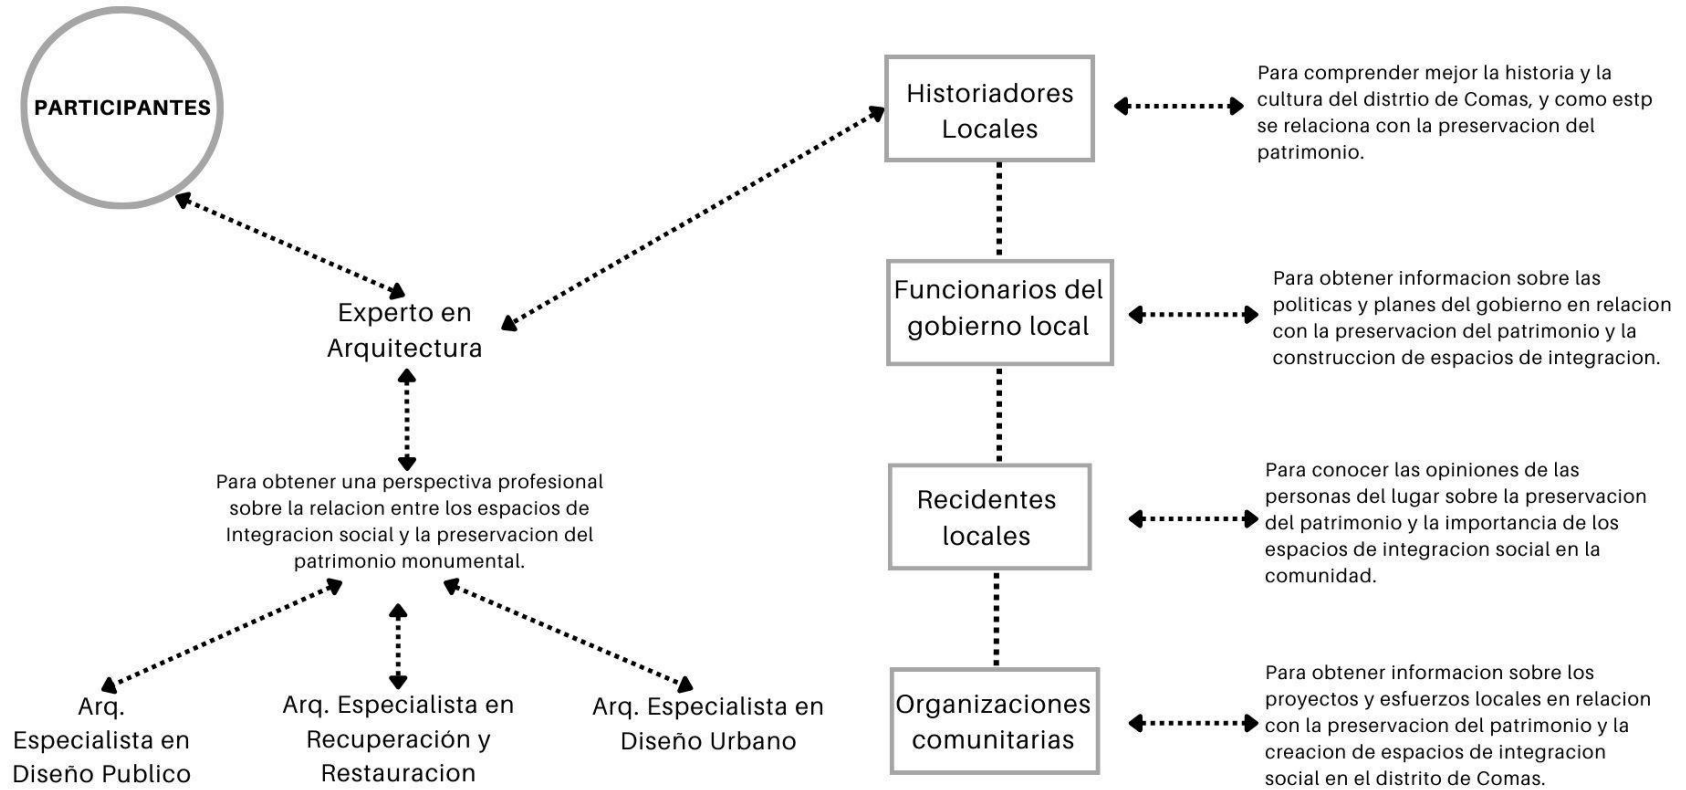 PARTICIPANTES
Experto en
Arquitectura
Para obtener una perspectiva profesional
sobre la relacion entre los espacios de
Integracion social y la preservacion del
patrimonio monumental.
Arq.
Especialista en
Diseño Publico
Arq. Especialista en
Recuperación y
Restauracion
Arq. Especialista en
Diseño Urbano
Historiadores
Locales
Para comprender mejor la historia y la
cultura del distrtio de Comas, y como estp
se relaciona con la preservacion del
patrimonio.
Funcionarios del
gobierno local
Para obtener informacion sobre las
politicas y planes del gobierno en relacion
con la preservacion del patrimonio y la
construccion de espacios de integracion.
Recidentes
locales
Para conocer las opiniones de las
personas del lugar sobre la preservacion
del patrimonio y la importancia de los
espacios de integracion social en la
comunidad.
Organizaciones
comunitarias
Para obtener informacion sobre los
proyectos y esfuerzos locales en relacion
con la preservacion del patrimonio y la
creacion de espacios de integracion
social en el distrito de Comas.